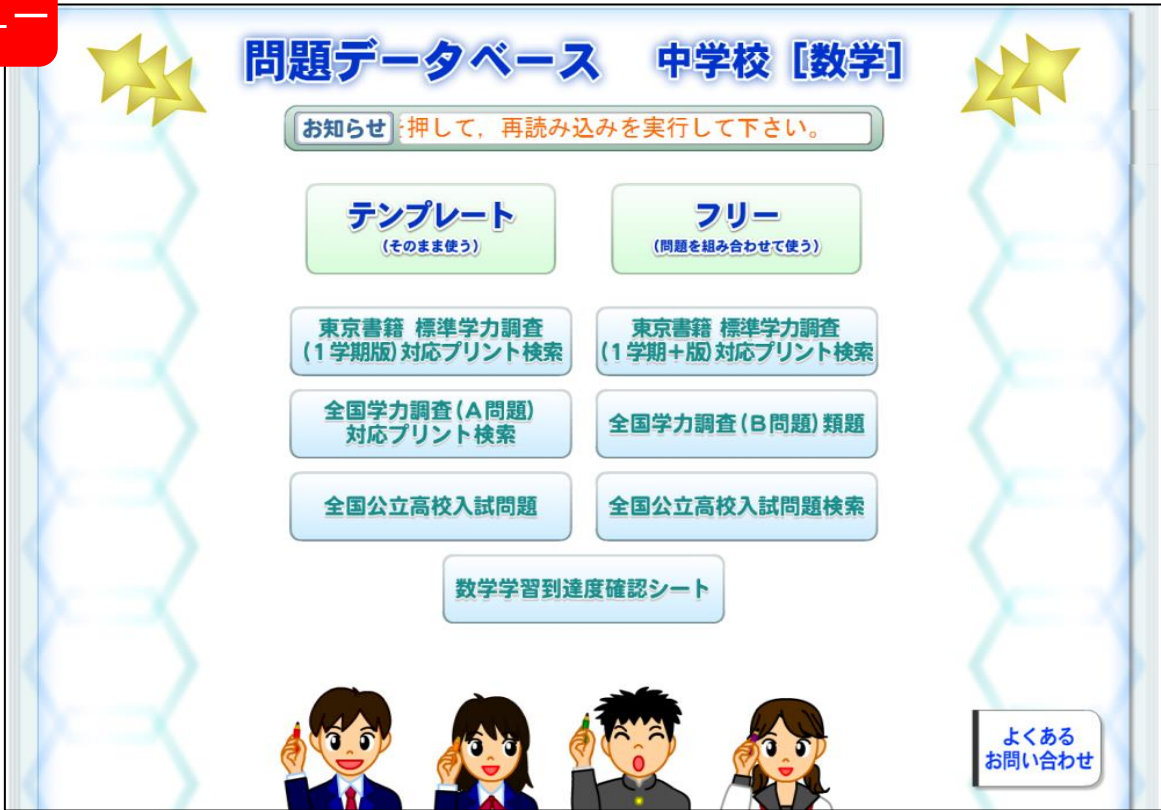 問題データベース 中学校[数学]
お知らせ
押して，再読み込みを実行して下さい。
テンプレート
(そのまま使う)
フリー
(問題を組み合わせて使う)
東京書籍 標準学力調査
(1学期版)対応プリント検索
東京書籍 標準学力調査
(1学期+版)対応プリント検索
全国学力調査(A問題)
対応プリント検索
全国学力調査(B問題)類題
全国公立高校入試問題
全国公立高校入試問題検索
数学学習到達度確認シート
よくある
お問い合わせ